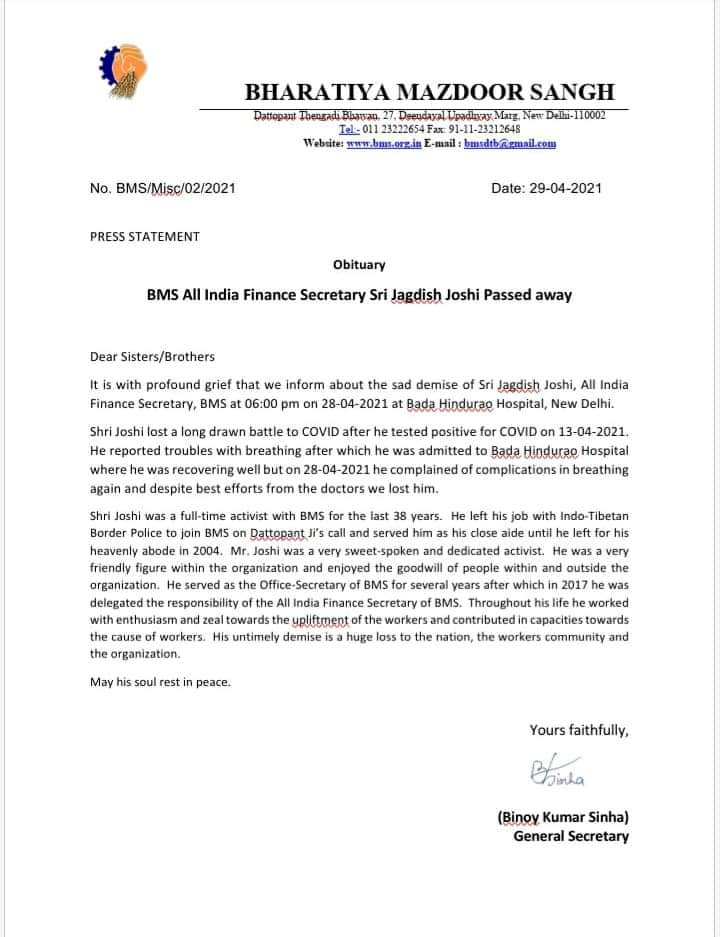 BHARATIYA MAZDOOR SANGH
Dattopant Thengadi Bhavan, 27, Deendayal Upadhyay Marg, New Delhi-110002
Tel:- 011 23222654 Fax: 91-11-23212648
Website: www.bms.org.in E-mail : bmsdtb@gmail.com
No. BMS/Misc/02/2021 Date: 29-04-2021
PRESS STATEMENT
Obituary
BMS All India Finance Secretary Sri Jagdish Joshi Passed away
Dear Sisters/Brothers
It is with profound grief that we inform about the sad demise of Sri Jagdish Joshi, All India
Finance Secretary, BMS at 06:00 pm on 28-04-2021 at Bada Hindurao Hospital, New Delhi.
Shri Joshi lost a long drawn battle to COVID after he tested positive for COVID on 13-04-2021.
He reported troubles with breathing after which he was admitted to Bada Hindurao Hospital
where he was recovering well but on 28-04-2021 he complained of complications in breathing
again and despite best efforts from the doctors we lost him.
Shri Joshi was a full-time activist with BMS for the last 38 years. He left his job with Indo-Tibetan
Border Police to join BMS on Dattopant Ji's call and served him as his close aide until he left for his
heavenly abode in 2004. Mr. Joshi was a very sweet-spoken and dedicated activist. He was a very
friendly figure within the organization and enjoyed the goodwill of people within and outside the
organization. He served as the Office-Secretary of BMS for several years after which in 2017 he was
delegated the responsibility of the All India Finance Secretary of BMS. Throughout his life he worked
with enthusiasm and zeal towards the upliftment of the workers and contributed in capacities towards
the cause of workers. His untimely demise is a huge loss to the nation, the workers community and
the organization.
May his soul rest in peace.
Yours faithfully,
BSinha
(Binoy Kumar Sinha)
General Secretary